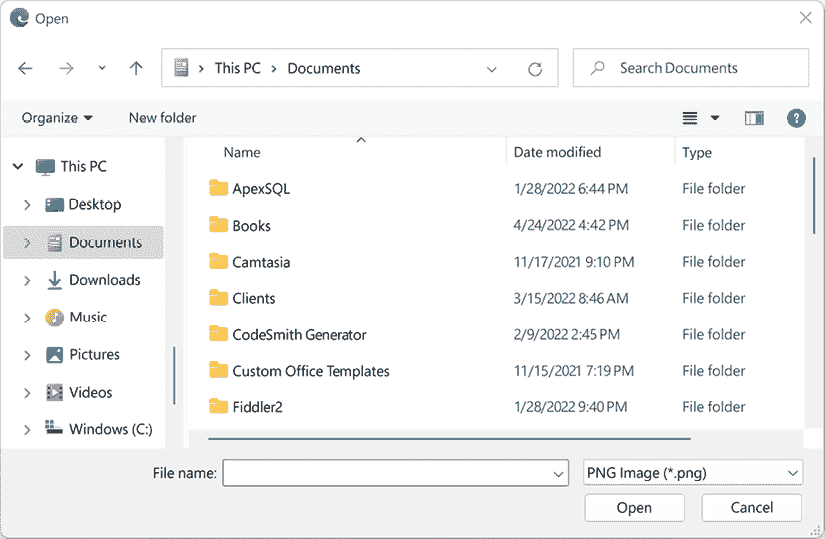 Open
This PC Documents
Search Documents
Organize New folder
?
Name Date modified Type
This PC
Desktop
Documents
Downloads
Music
Pictures
Videos
Windows (C:)
ApexSQL 1/28/2022 6:44 PM File folder
Books 4/24/2022 4:42 PM File folder
Camtasia 11/17/2021 9:10 PM File folder
Clients 3/15/2022 8:46 AM File folder
CodeSmith Generator 2/9/2022 2:45 PM File folder
Custom Office Templates 11/15/2021 7:19 PM File folder
Fiddler2 1/28/2022 9:40 PM File folder
File name: PNG Image (*.png)
Open Cancel